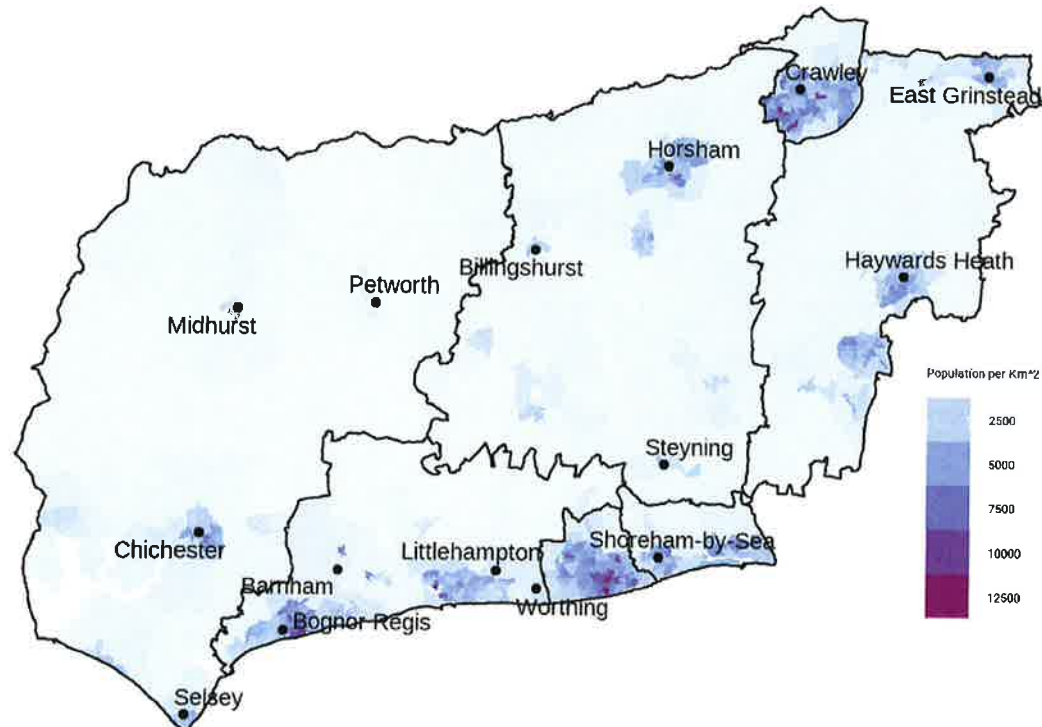 Crawley
East Grinstead
Horsham
Billingshurst
Haywards Heath
Petworth
Midhurst
Population per Km^2
2500
5000
7500
10000
12500
Steyning
Chichester
Littlehampton
Shoreham-by-Sea
Barnham
Worthing
Bognor Regis
Selsey